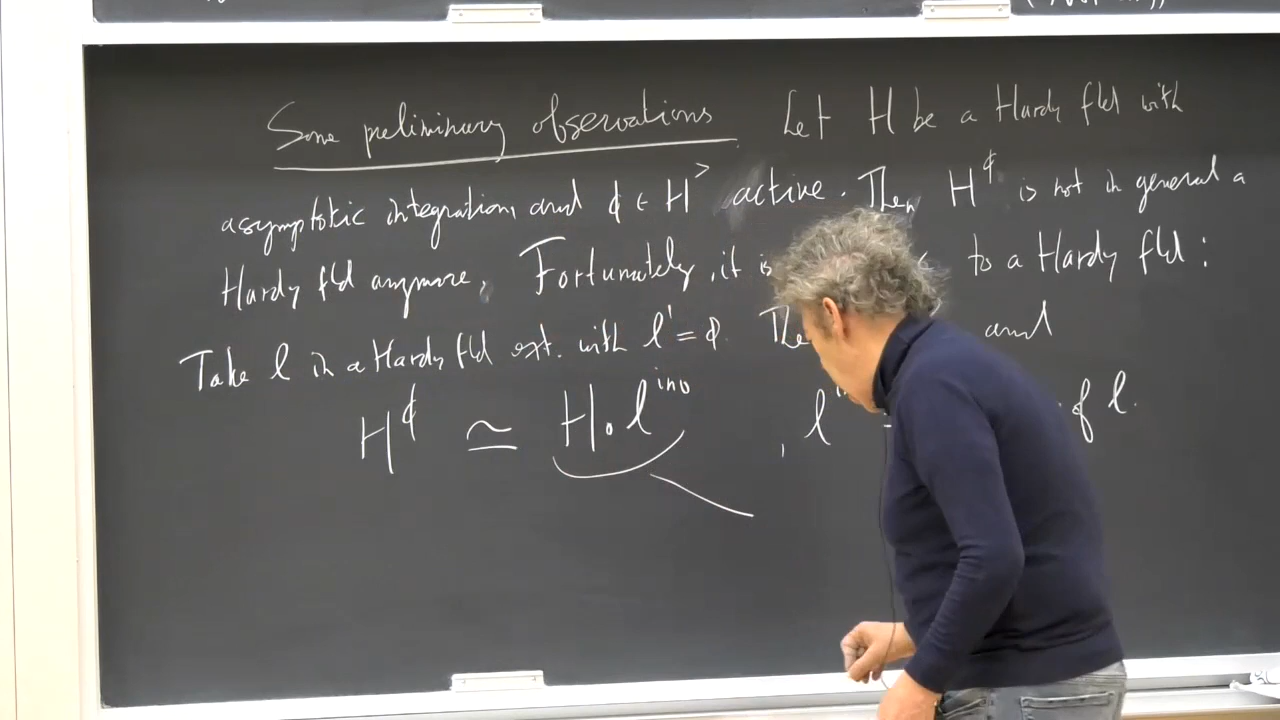 Some preliminary observations. Let H be a Hardy fld with
asymptotic integration, and ϕ ∈ H^> active. Then H^ϕ is not in general a
Hardy fld anymore. Fortunately, it is to a Hardy fld :
Take l in a Hardy fld ext. with l' = ϕ. and
H^ϕ ≃ H∘l^inv , l of l.